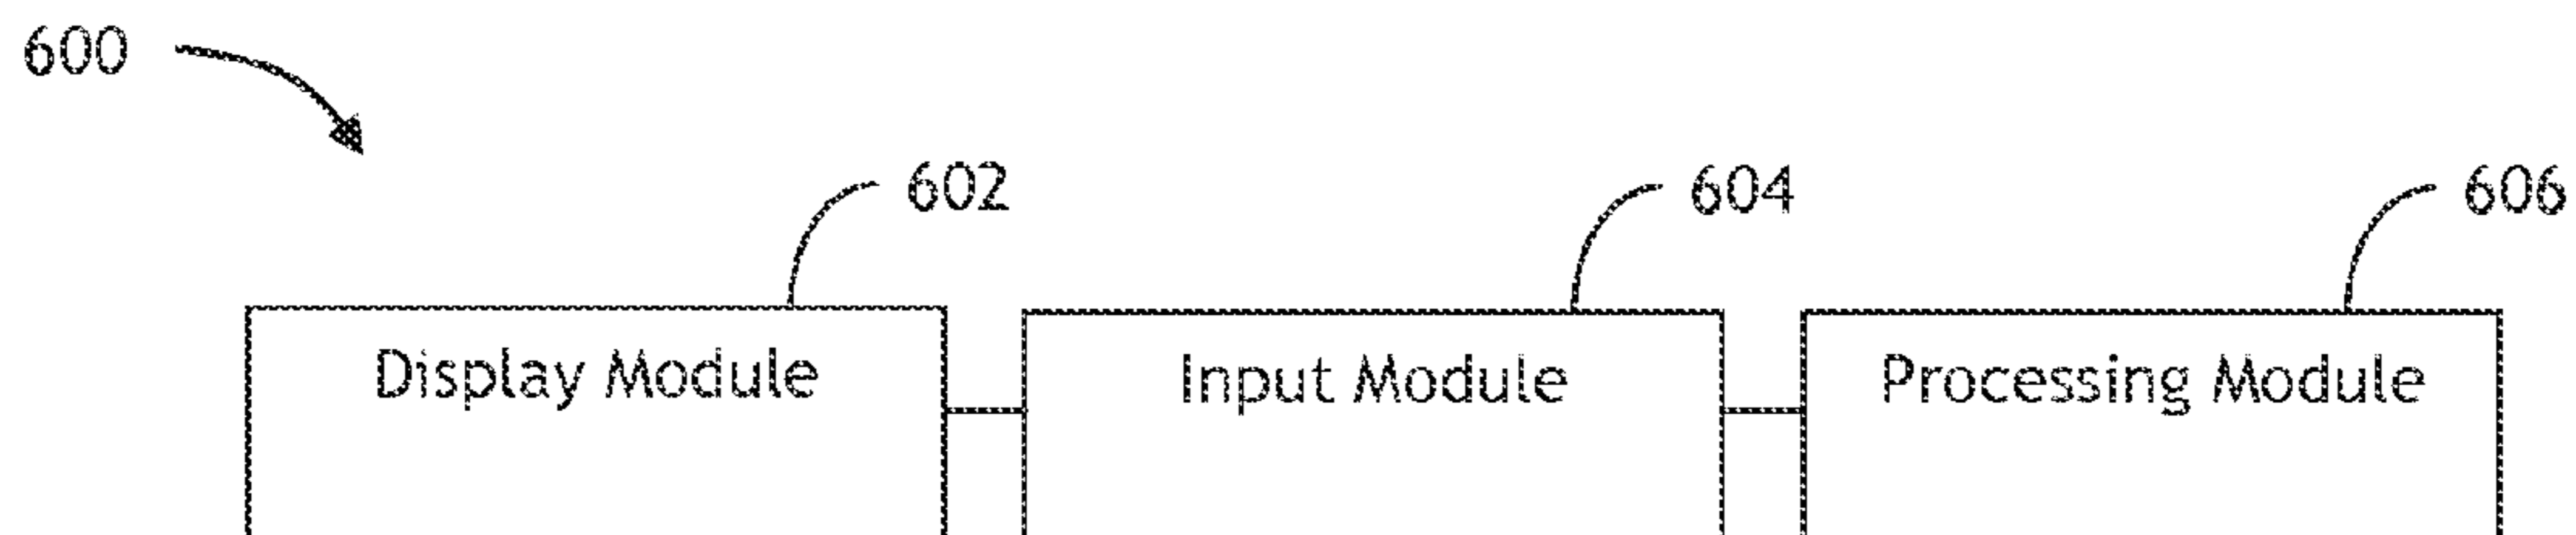 600
602
604
606
Display Module
Input Module
Processing Module